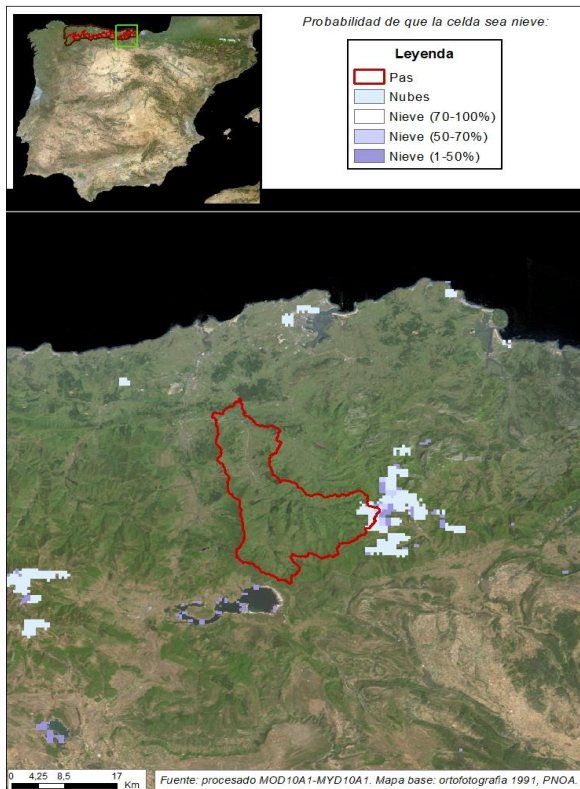 Probabilidad de que la celda sea nieve:
Leyenda
Pas
Nubes
Nieve (70-100%)
Nieve (50-70%)
Nieve (1-50%)
0 4,25 8,5 17
Km
Fuente: procesado MOD10A1-MYD10A1. Mapa base: ortofotografia 1991, PNOA.